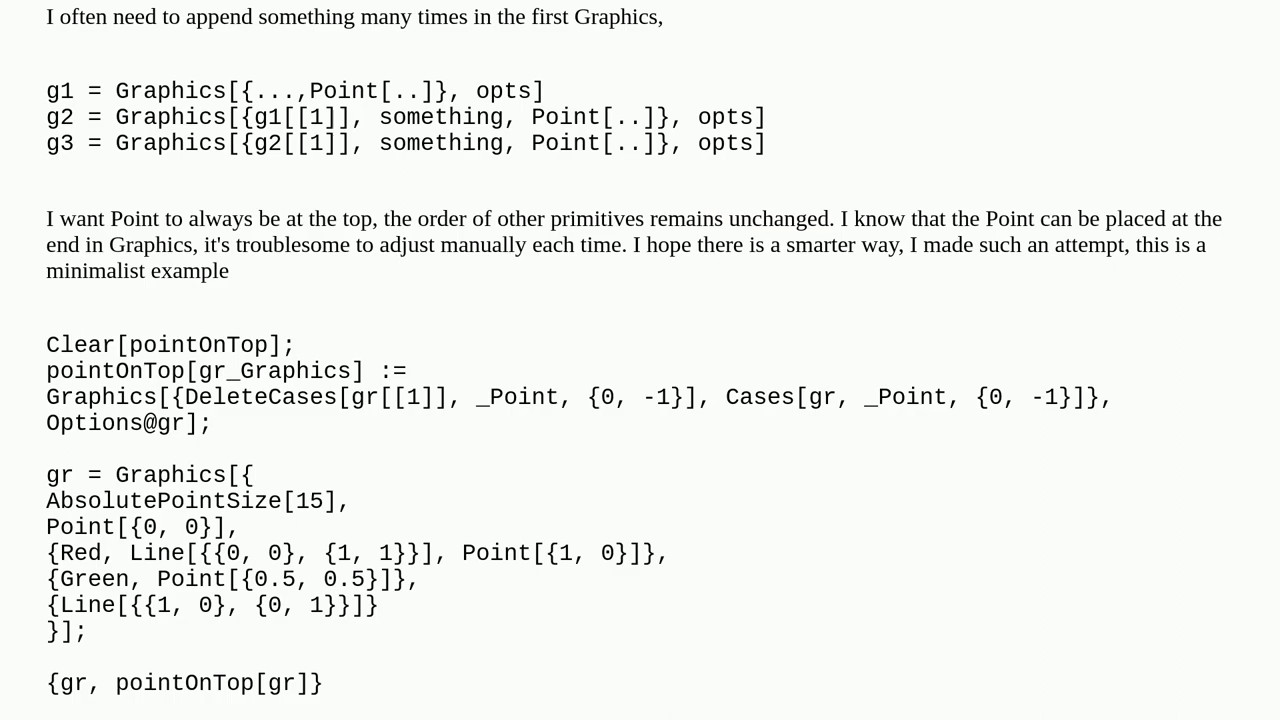 I often need to append something many times in the first Graphics,
g1 = Graphics[{...,Point[..]}, opts]
g2 = Graphics[{g1[[1]], something, Point[..]}, opts]
g3 = Graphics[{g2[[1]], something, Point[..]}, opts]
I want Point to always be at the top, the order of other primitives remains unchanged. I know that the Point can be placed at the
end in Graphics, it's troublesome to adjust manually each time. I hope there is a smarter way, I made such an attempt, this is a
minimalist example
Clear[pointOnTop];
pointOnTop[gr_Graphics] :=
Graphics[{DeleteCases[gr[[1]], _Point, {0, -1}], Cases[gr, _Point, {0, -1}]},
Options@gr];
gr = Graphics[{
AbsolutePointSize[15],
Point[{0, 0}],
{Red, Line[{{0, 0}, {1, 1}}], Point[{1, 0}]},
{Green, Point[{0.5, 0.5}]},
{Line[{{1, 0}, {0, 1}}]}
}];
{gr, pointOnTop[gr]}